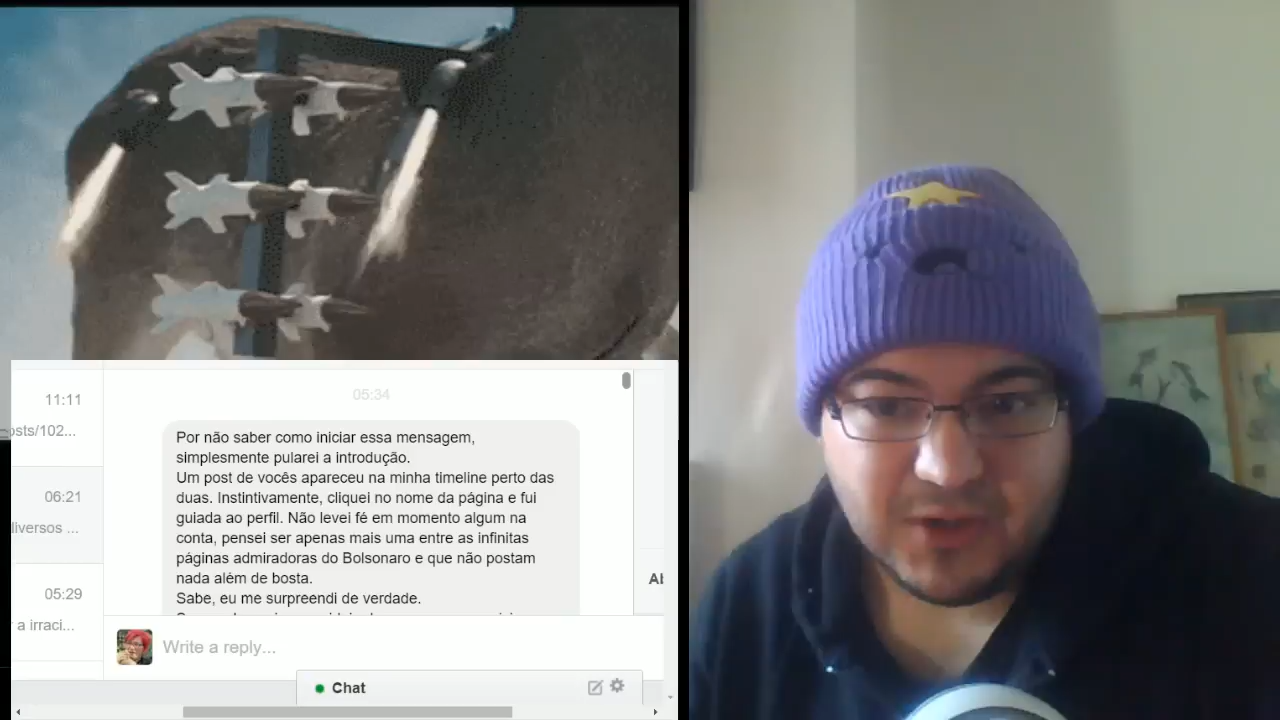 11:11
osts/102...
06:21
diversos ...
05:29
r a irraci...
05:34
Por não saber como iniciar essa mensagem,
simplesmente pularei a introdução.
Um post de vocês apareceu na minha timeline perto das
duas. Instintivamente, cliquei no nome da página e fui
guiada ao perfil. Não levei fé em momento algum na
conta, pensei ser apenas mais uma entre as infinitas
páginas admiradoras do Bolsonaro e que não postam
nada além de bosta.
Sabe, eu me surpreendi de verdade.
Write a reply...
Chat